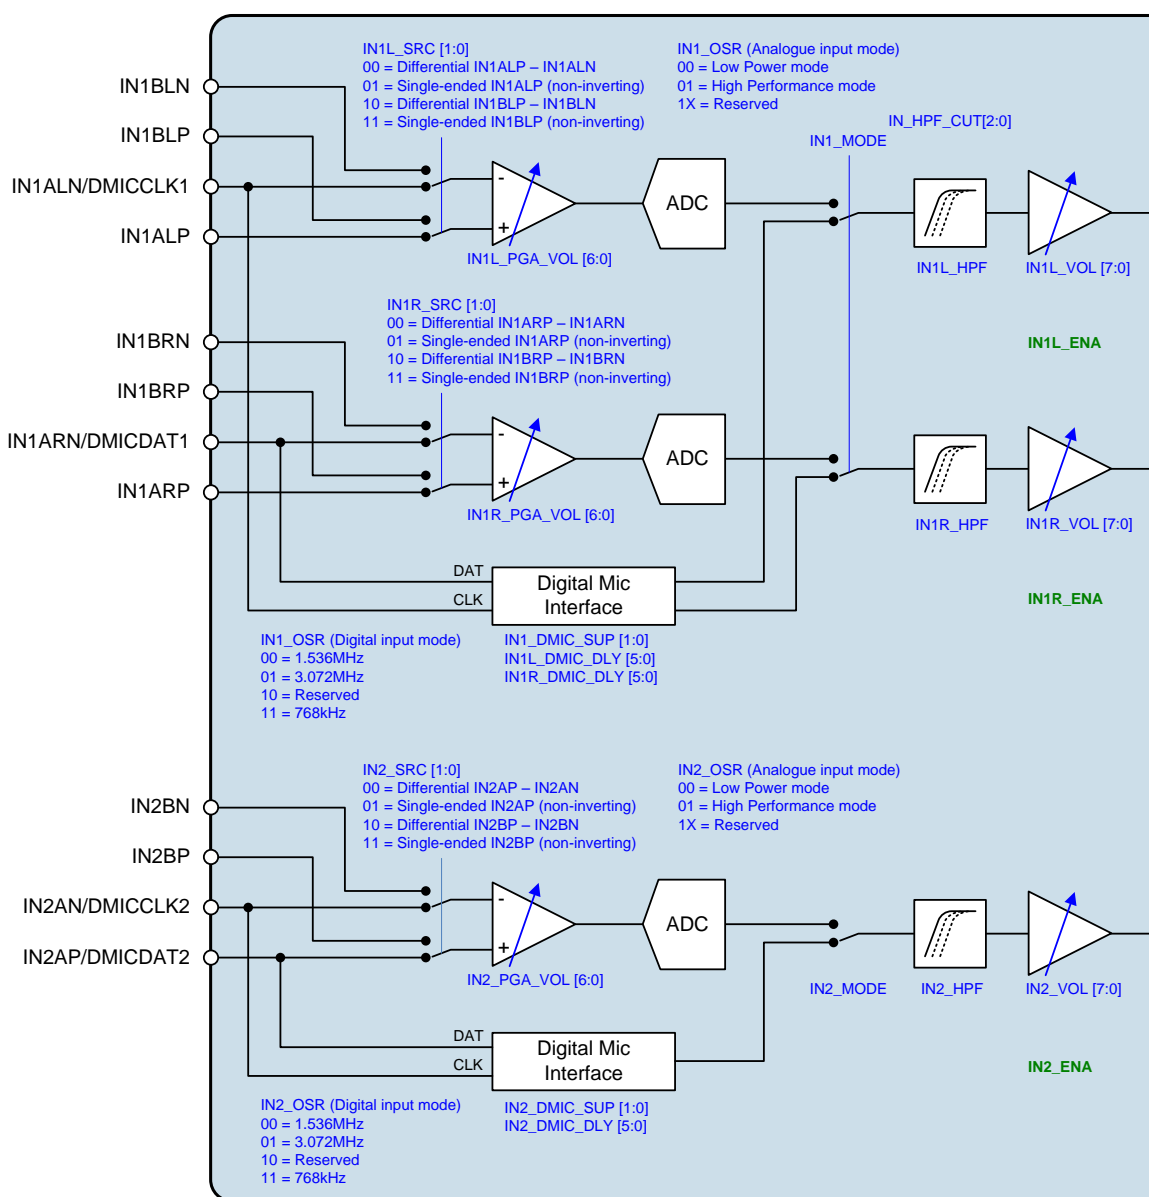 IN1L_SRC [1:0]
00 = Differential IN1ALP – IN1ALN
01 = Single-ended IN1ALP (non-inverting)
10 = Differential IN1BLP – IN1BLN
11 = Single-ended IN1BLP (non-inverting)
IN1_OSR (Analogue input mode)
00 = Low Power mode
01 = High Performance mode
1X = Reserved
IN_HPF_CUT[2:0]
IN1_MODE
IN1BLN
IN1BLP
IN1ALN/DMICCLK1
IN1ALP
-
+
ADC
IN1L_PGA_VOL [6:0]
IN1L_HPF
IN1L_VOL [7:0]
IN1R_SRC [1:0]
00 = Differential IN1ARP – IN1ARN
01 = Single-ended IN1ARP (non-inverting)
10 = Differential IN1BRP – IN1BRN
11 = Single-ended IN1BRP (non-inverting)
IN1L_ENA
IN1BRN
IN1BRP
IN1ARN/DMICDAT1
IN1ARP
-
+
ADC
IN1R_PGA_VOL [6:0]
IN1R_HPF
IN1R_VOL [7:0]
DAT
CLK
Digital Mic
Interface
IN1R_ENA
IN1_OSR (Digital input mode)
00 = 1.536MHz
01 = 3.072MHz
10 = Reserved
11 = 768kHz
IN1_DMIC_SUP [1:0]
IN1L_DMIC_DLY [5:0]
IN1R_DMIC_DLY [5:0]
IN2_SRC [1:0]
00 = Differential IN2AP – IN2AN
01 = Single-ended IN2AP (non-inverting)
10 = Differential IN2BP – IN2BN
11 = Single-ended IN2BP (non-inverting)
IN2_OSR (Analogue input mode)
00 = Low Power mode
01 = High Performance mode
1X = Reserved
IN2BN
IN2BP
IN2AN/DMICCLK2
IN2AP/DMICDAT2
-
+
ADC
IN2_PGA_VOL [6:0]
IN2_MODE
IN2_HPF
IN2_VOL [7:0]
DAT
CLK
Digital Mic
Interface
IN2_ENA
IN2_OSR (Digital input mode)
00 = 1.536MHz
01 = 3.072MHz
10 = Reserved
11 = 768kHz
IN2_DMIC_SUP [1:0]
IN2_DMIC_DLY [5:0]